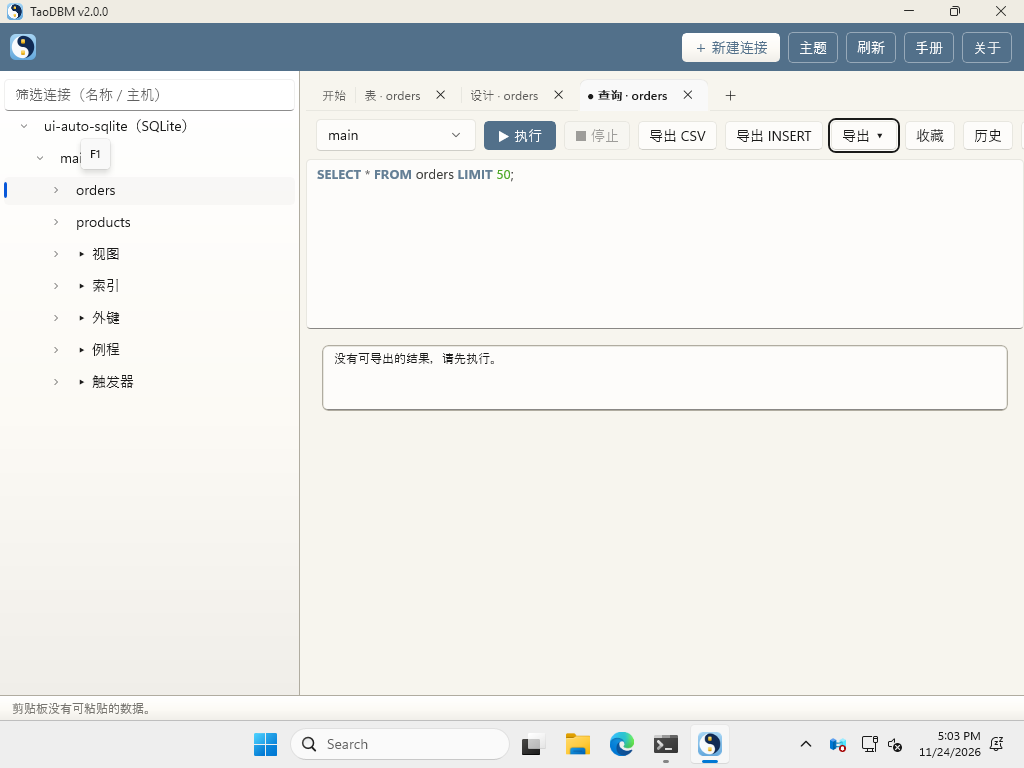 TaoDBM v2.0.0
+ 新建连接 主题 刷新 手册 关于
筛选连接（名称 / 主机）
开始 表 · orders 设计 · orders ● 查询 · orders
ui-auto-sqlite（SQLite）
main 执行 停止 导出 CSV 导出 INSERT 导出 ▾ 收藏 历史
F1
SELECT * FROM orders LIMIT 50;
orders
products
▸ 视图
▸ 索引
▸ 外键
▸ 例程
▸ 触发器
没有可导出的结果，请先执行。
剪贴板没有可粘贴的数据。
Search
5:03 PM
11/24/2026